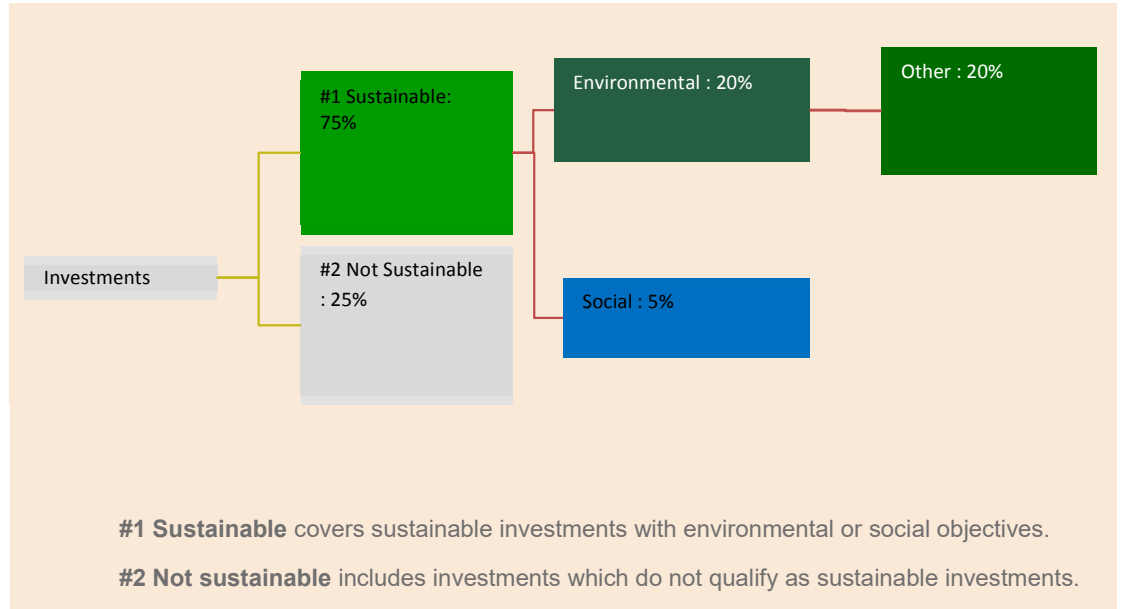 Investments
#1 Sustainable:
75%
#2 Not Sustainable
: 25%
Environmental : 20%
Social : 5%
Other : 20%
#1 Sustainable covers sustainable investments with environmental or social objectives.
#2 Not sustainable includes investments which do not qualify as sustainable investments.